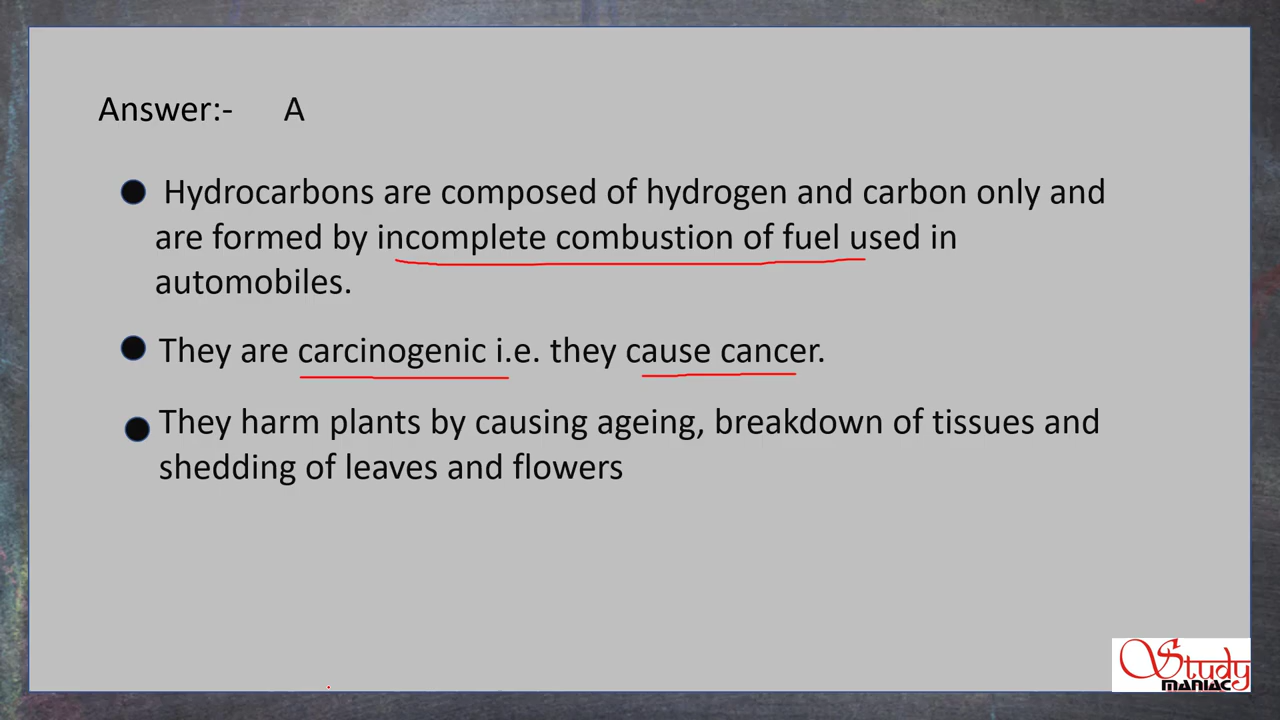 Answer:- A
Hydrocarbons are composed of hydrogen and carbon only and
are formed by incomplete combustion of fuel used in
automobiles.
They are carcinogenic i.e. they cause cancer.
They harm plants by causing ageing, breakdown of tissues and
shedding of leaves and flowers
Study
MANIAC